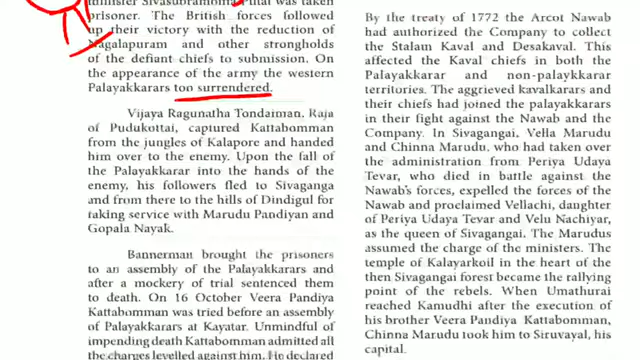 minister Sivasubramania that was taken
prisoner. The British forces followed
up their victory with the reduction of
Nagalapuram and other strongholds
of the defiant chiefs to submission. On
the appearance of the army the western
Palayakkarars too surrendered.
Vijaya Ragunatha Tondaiman, Raja
of Pudukottai, captured Kattabomman
from the jungles of Kalapore and handed
him over to the enemy. Upon the fall of
the Palayakkarar into the hands of the
enemy, his followers fled to Sivaganga
and from there to the hills of Dindigul for
taking service with Marudu Pandiyan and
Gopala Nayak.
Bannerman brought the prisoners
to an assembly of the Palayakkarars and
after a mockery of trial sentenced them
to death. On 16 October Veera Pandiya
Kattabomman was tried before an assembly
of Palayakkarars at Kayatar. Unmindful of
impending death Kattabomman admitted all
the charges levelled against him. He declared
By the treaty of 1772 the Arcot Nawab
had authorized the Company to collect
the Stalam Kaval and Desakaval. This
affected the Kaval chiefs in both the
Palayakkarar and non-palaykkarar
territories. The aggrieved kavalkarars and
their chiefs had joined the palayakkarars
in their fight against the Nawab and the
Company. In Sivagangai, Vella Marudu
and Chinna Marudu, who had taken over
the administration from Periya Udaya
Tevar, who died in battle against the
Nawab's forces, expelled the forces of the
Nawab and proclaimed Vellachi, daughter
of Periya Udaya Tevar and Velu Nachiyar,
as the queen of Sivagangai. The Marudus
assumed the charge of the ministers. The
temple of Kalayarkoil in the heart of the
then Sivagangai forest became the rallying
point of the rebels. When Umathurai
reached Kamudhi after the execution of
his brother Veera Pandya Kattabomman,
Chinna Marudu took him to Siruvayal, his
capital.